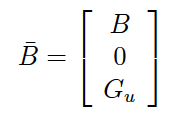 B̄ = [ B
0
G_u ]